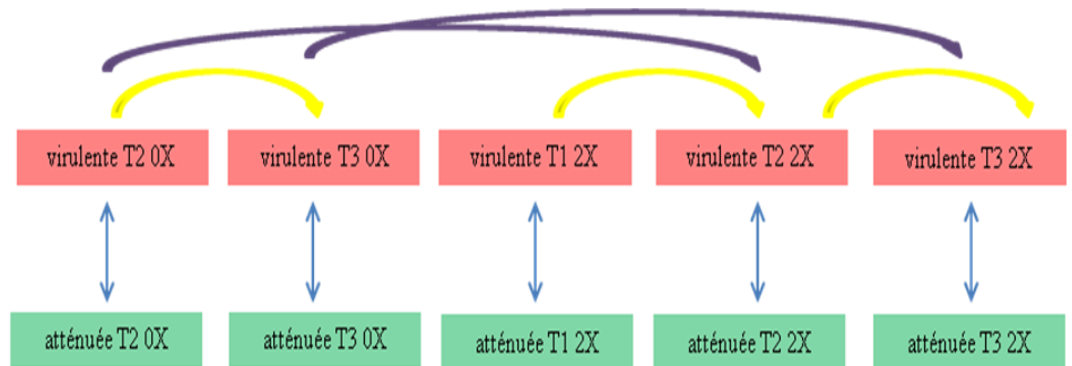 virulente T2 0X
virulente T3 0X
virulente T1 2X
virulente T2 2X
virulente T3 2X
atténuée T2 0X
atténuée T3 0X
atténuée T1 2X
atténuée T2 2X
atténuée T3 2X